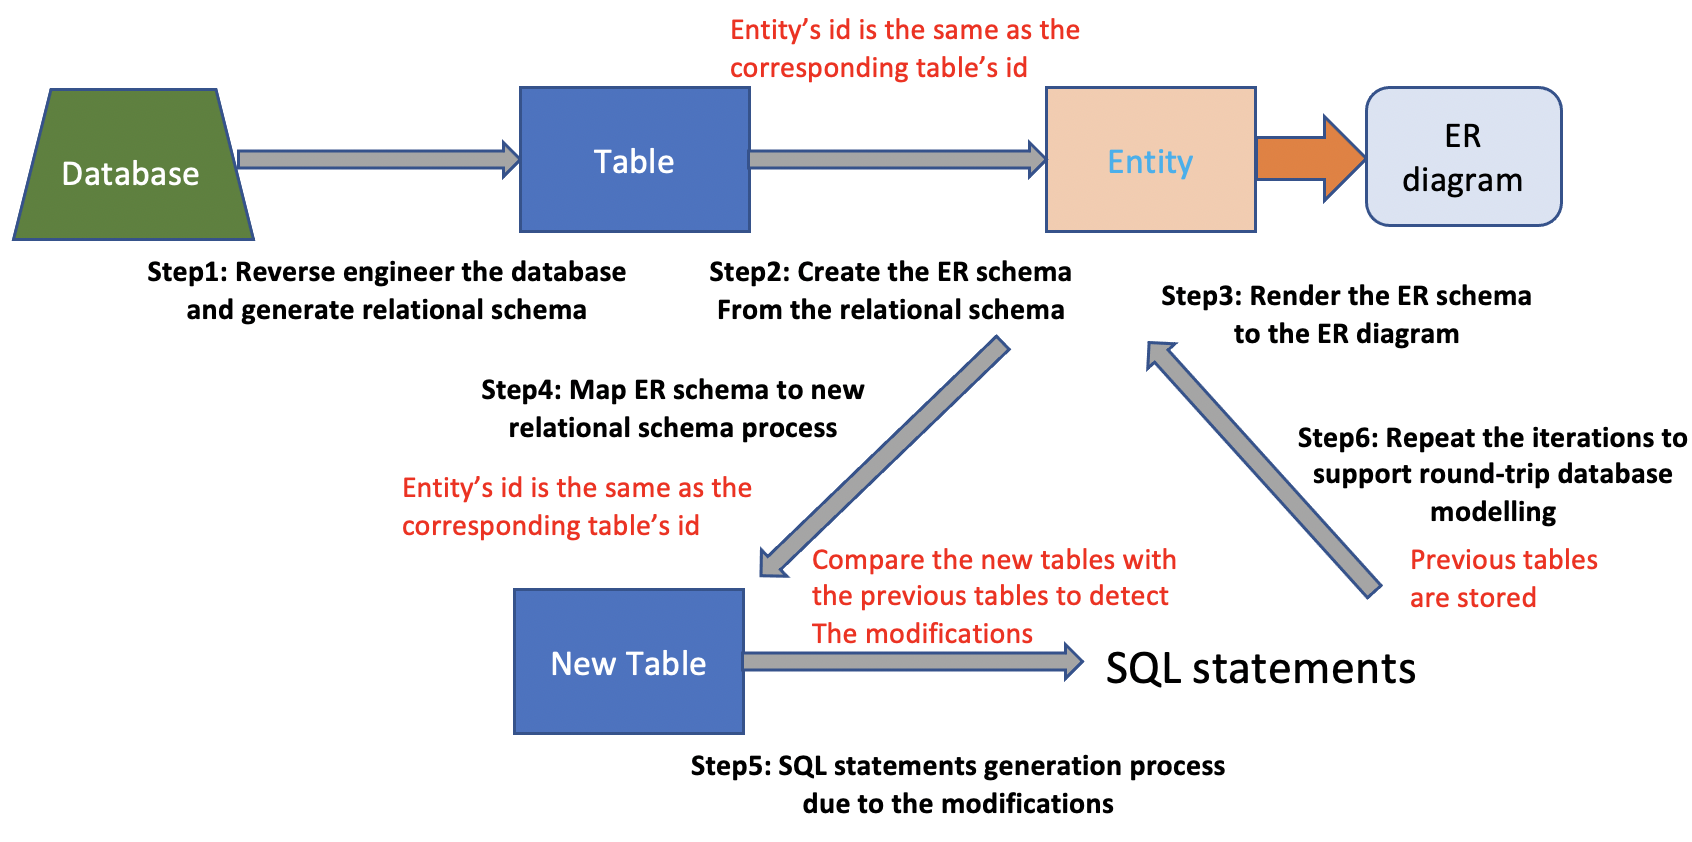 Entity’s id is the same as the
corresponding table’s id
Database
Table
Entity
ER
diagram
Step1: Reverse engineer the database
and generate relational schema
Step2: Create the ER schema
From the relational schema
Step3: Render the ER schema
to the ER diagram
Step4: Map ER schema to new
relational schema process
Entity’s id is the same as the
corresponding table’s id
Step6: Repeat the iterations to
support round-trip database
modelling
Previous tables
are stored
Compare the new tables with
the previous tables to detect
The modifications
New Table
SQL statements
Step5: SQL statements generation process
due to the modifications